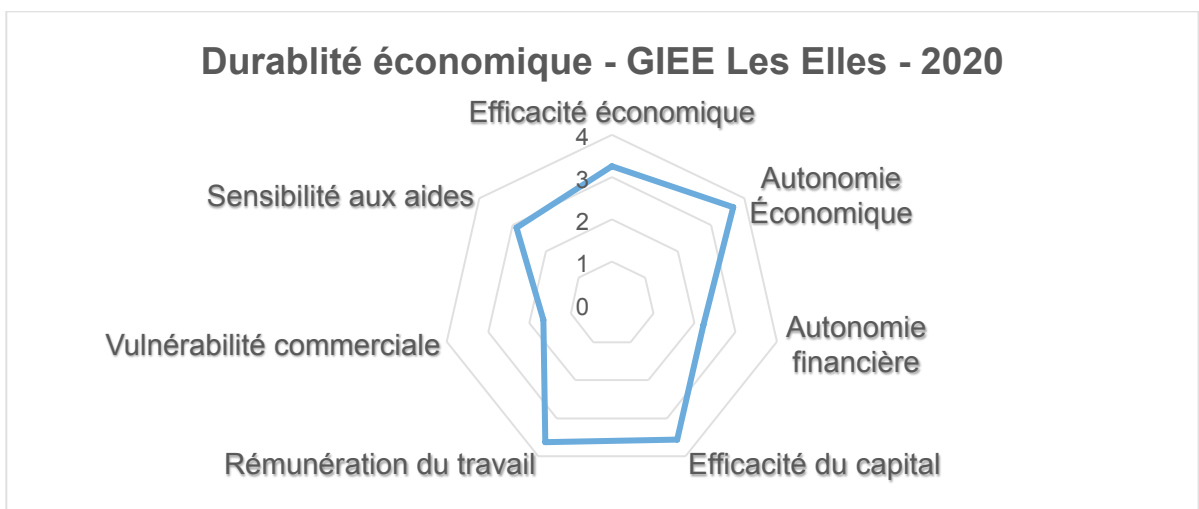 Durablité économique - GIEE Les Elles - 2020
Efficacité économique
4
3
2
1
0
Autonomie
Économique
Autonomie
financière
Efficacité du capital
Rémunération du travail
Vulnérabilité commerciale
Sensibilité aux aides